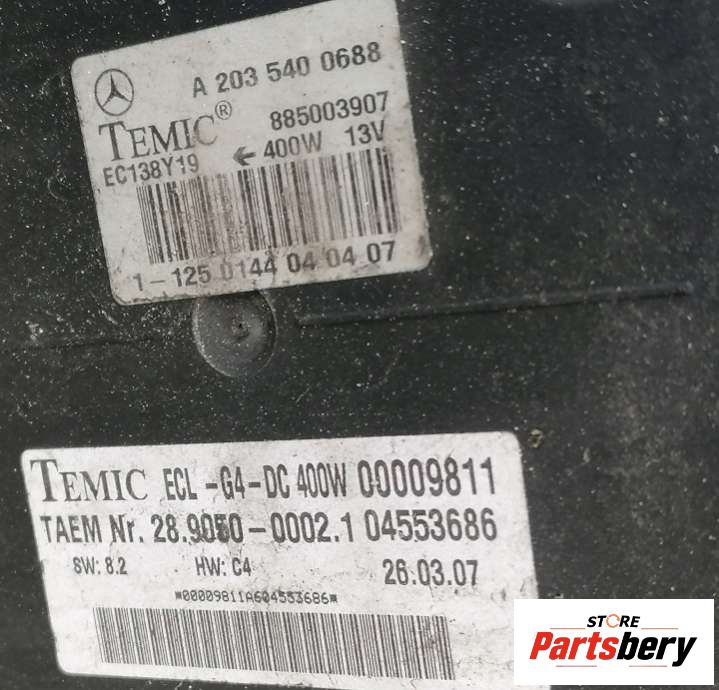 A 203 540 0688
TEMIC® 885003907
EC138Y19 ← 400W 13V
1-125 0144 04 04 07
TEMIC ECL-G4-DC 400W 00009811
TAEM Nr. 28.9050-0002.1 04553686
SW: 8.2 HW: C4 26.03.07
*00009811A604553686*
STORE
Partsbery